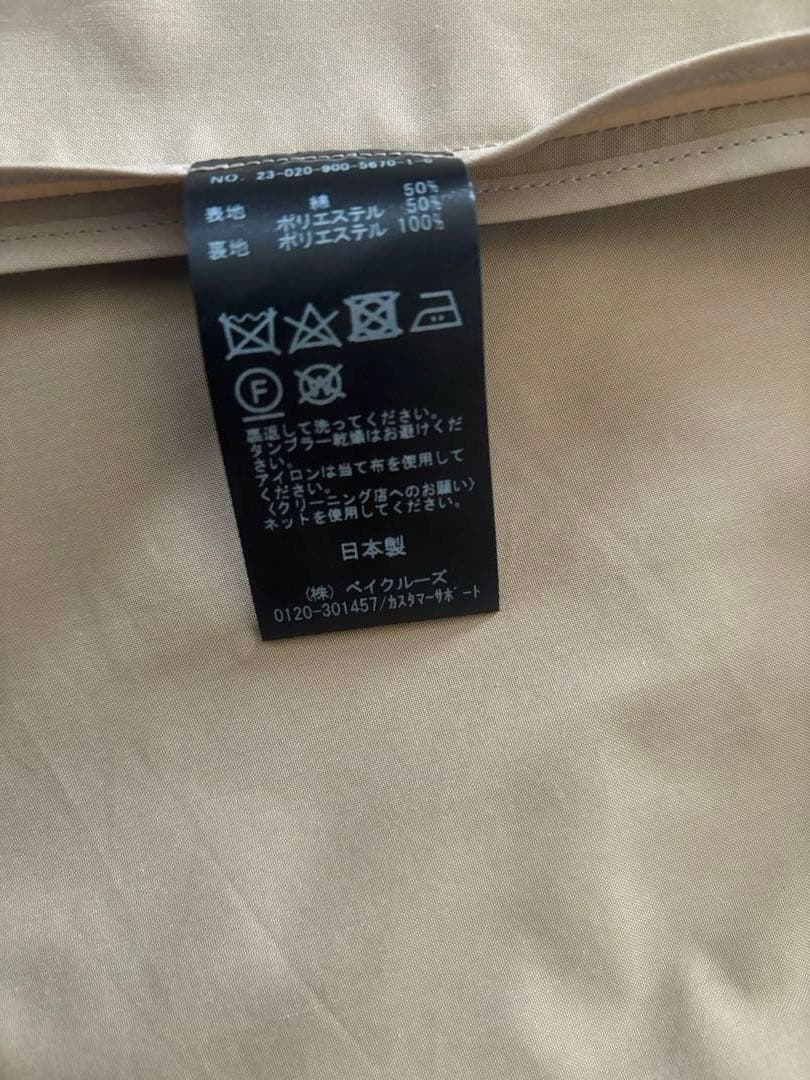 NO. 23-020-900-5670-1-0
表地 綿 50%
ポリエステル 50%
裏地 ポリエステル 100%
F
W
裏返して洗ってください。
タンブラー乾燥はお避けくだ
さい。
アイロンは当て布を使用して
ください。
〈クリーニング店へのお願い〉
ネットを使用してください。
日本製
(株) ベイクルーズ
0120-301457/カスタマーサポート